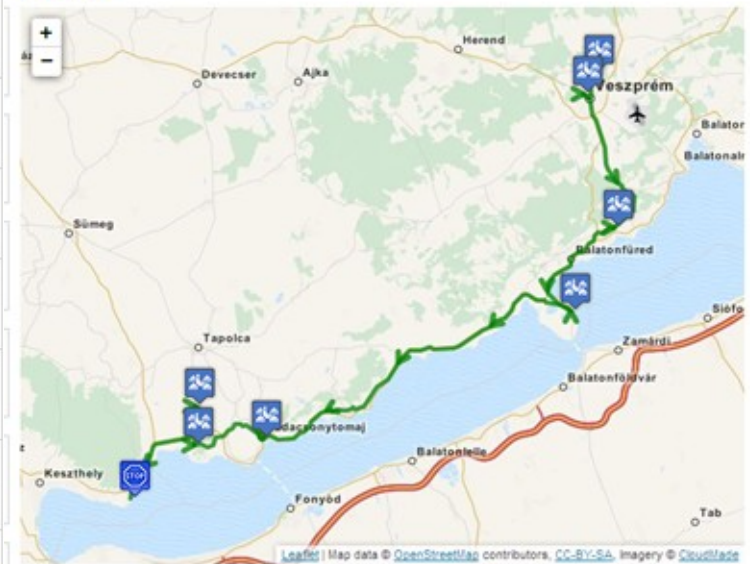 +
Herend
−
Devecser
Ajka
Veszprém
Balator
Balatonalr
Sümeg
Balatonfüred
Siófo
Tapolca
Zamárdi
Balatonföldvár
dacsonytomaj
Balatonlelle
Keszthely
STOP
Fonyód
Tab
Leaflet | Map data © OpenStreetMap contributors, CC-BY-SA, Imagery © CloudMade